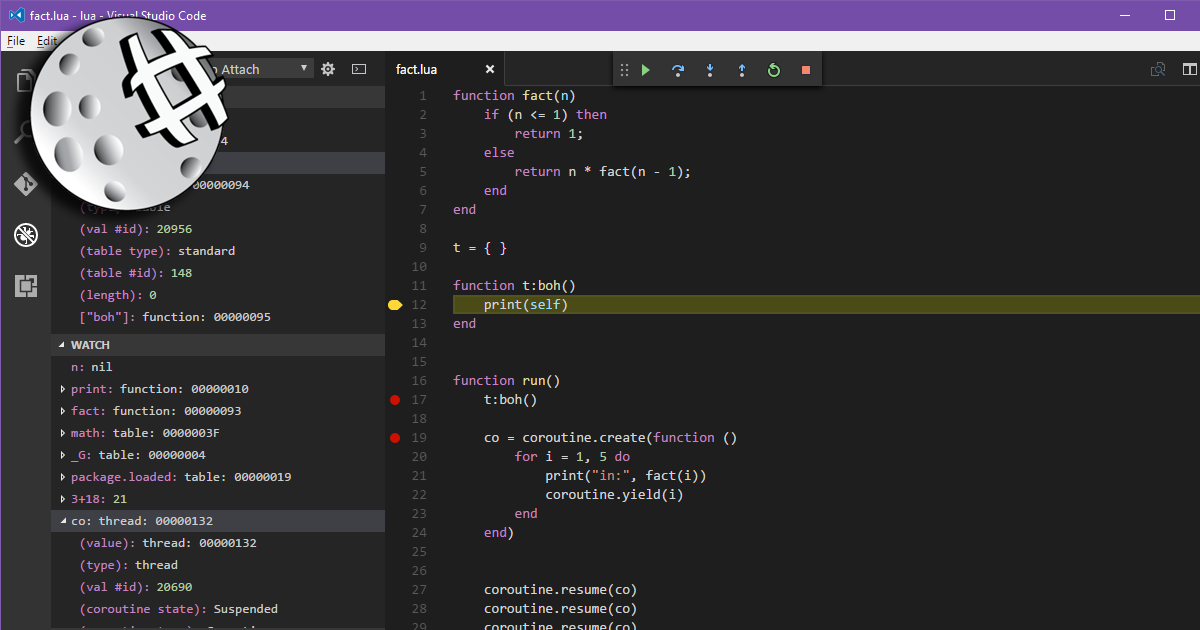 fact.lua - lua - Visual Studio Code
File Edit
Attach
fact.lua
4
00000094
(val #id): 20956
(table type): standard
(table #id): 148
(length): 0
["boh"]: function: 00000095
WATCH
n: nil
print: function: 00000010
fact: function: 00000093
math: table: 0000003F
_G: table: 00000004
package.loaded: table: 00000019
3+18: 21
co: thread: 00000132
(value): thread: 00000132
(type): thread
(val #id): 20690
(coroutine state): Suspended
1 function fact(n)
2 if (n <= 1) then
3 return 1;
4 else
5 return n * fact(n - 1);
6 end
7 end
8
9 t = { }
10
11 function t:boh()
12 print(self)
13 end
14
15
16 function run()
17 t:boh()
18
19 co = coroutine.create(function ()
20 for i = 1, 5 do
21 print("in:", fact(i))
22 coroutine.yield(i)
23 end
24 end)
25
26
27 coroutine.resume(co)
28 coroutine.resume(co)
29 coroutine.resume(co)